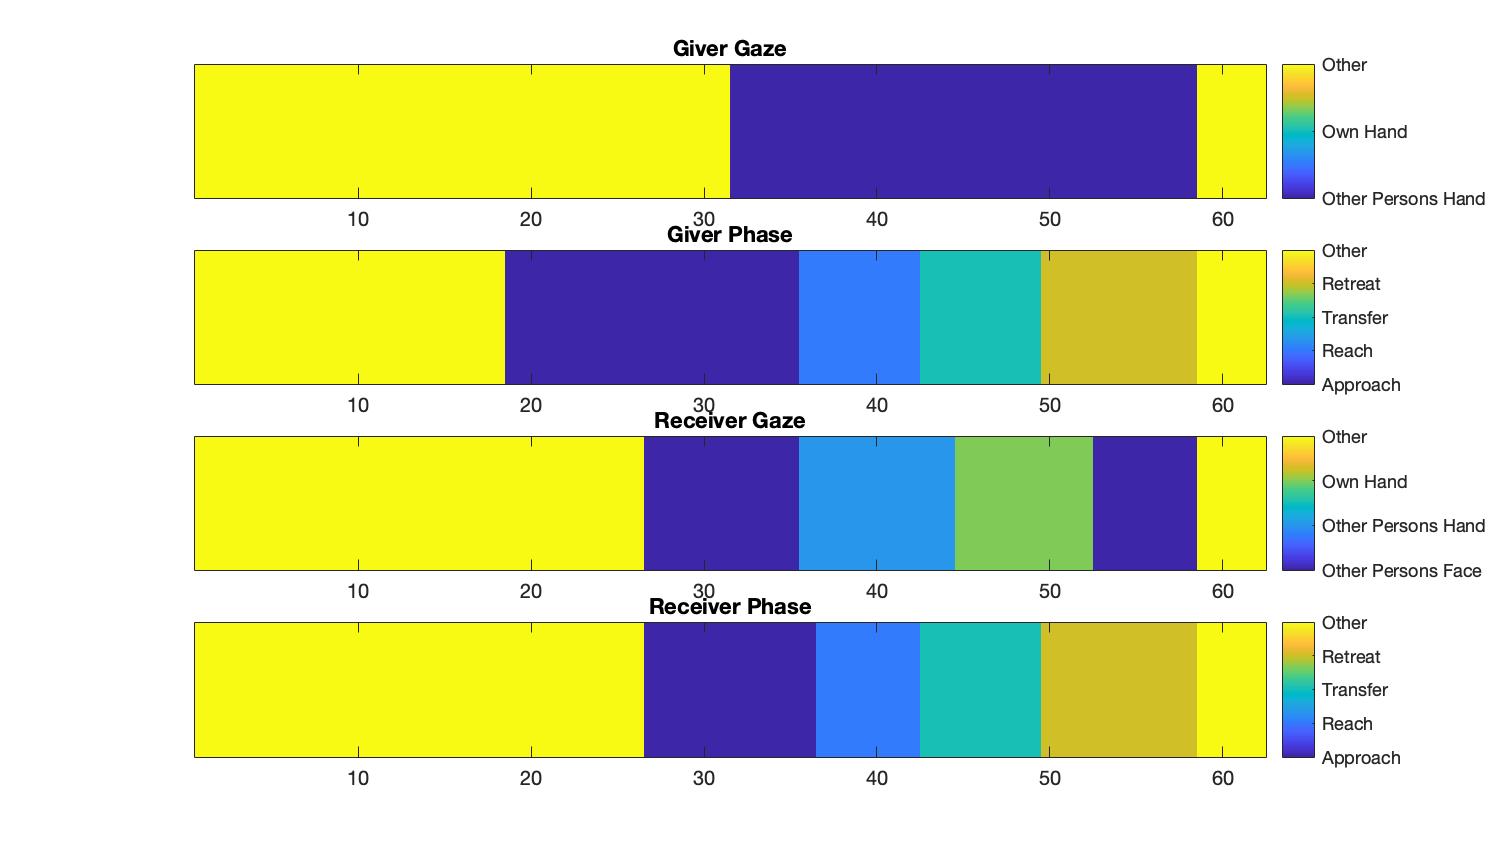 Giver Gaze
Other
Own Hand
Other Persons Hand
10 20 30 40 50 60
Giver Phase
Other
Retreat
Transfer
Reach
Approach
10 20 30 40 50 60
Receiver Gaze
Other
Own Hand
Other Persons Hand
Other Persons Face
10 20 30 40 50 60
Receiver Phase
Other
Retreat
Transfer
Reach
Approach
10 20 30 40 50 60